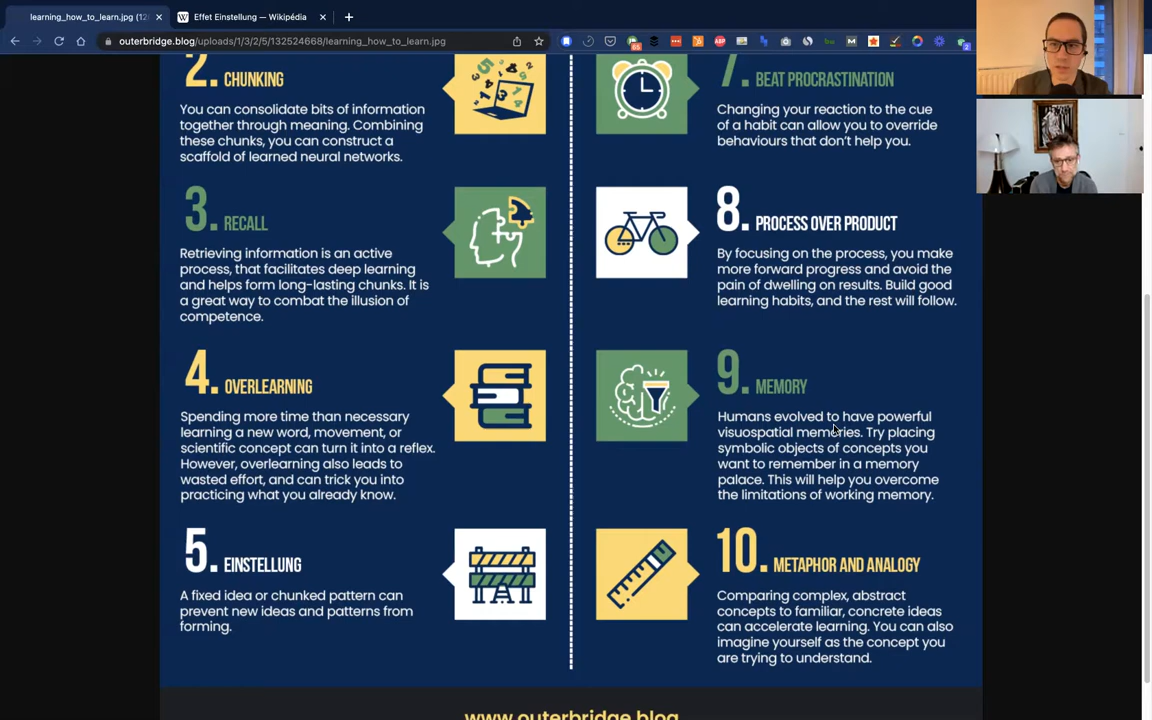 learning_how_to_learn.jpg (12
Effet Einstellung — Wikipédia
outerbridge.blog/uploads/1/3/2/5/132524668/learning_how_to_learn.jpg
65
ABP
M
2. CHUNKING
You can consolidate bits of information
together through meaning. Combining
these chunks, you can construct a
scaffold of learned neural networks.
3. RECALL
Retrieving information is an active
process, that facilitates deep learning
and helps form long-lasting chunks. It is
a great way to combat the illusion of
competence.
4. OVERLEARNING
Spending more time than necessary
learning a new word, movement, or
scientific concept can turn it into a reflex.
However, overlearning also leads to
wasted effort, and can trick you into
practicing what you already know.
5. EINSTELLUNG
A fixed idea or chunked pattern can
prevent new ideas and patterns from
forming.
7. BEAT PROCRASTINATION
Changing your reaction to the cue
of a habit can allow you to override
behaviours that don't help you.
8. PROCESS OVER PRODUCT
By focusing on the process, you make
more forward progress and avoid the
pain of dwelling on results. Build good
learning habits, and the rest will follow.
9. MEMORY
Humans evolved to have powerful
visuospatial memories. Try placing
symbolic objects of concepts you
want to remember in a memory
palace. This will help you overcome
the limitations of working memory.
10. METAPHOR AND ANALOGY
Comparing complex, abstract
concepts to familiar, concrete ideas
can accelerate learning. You can also
imagine yourself as the concept you
are trying to understand.
www.outerbridge.blog